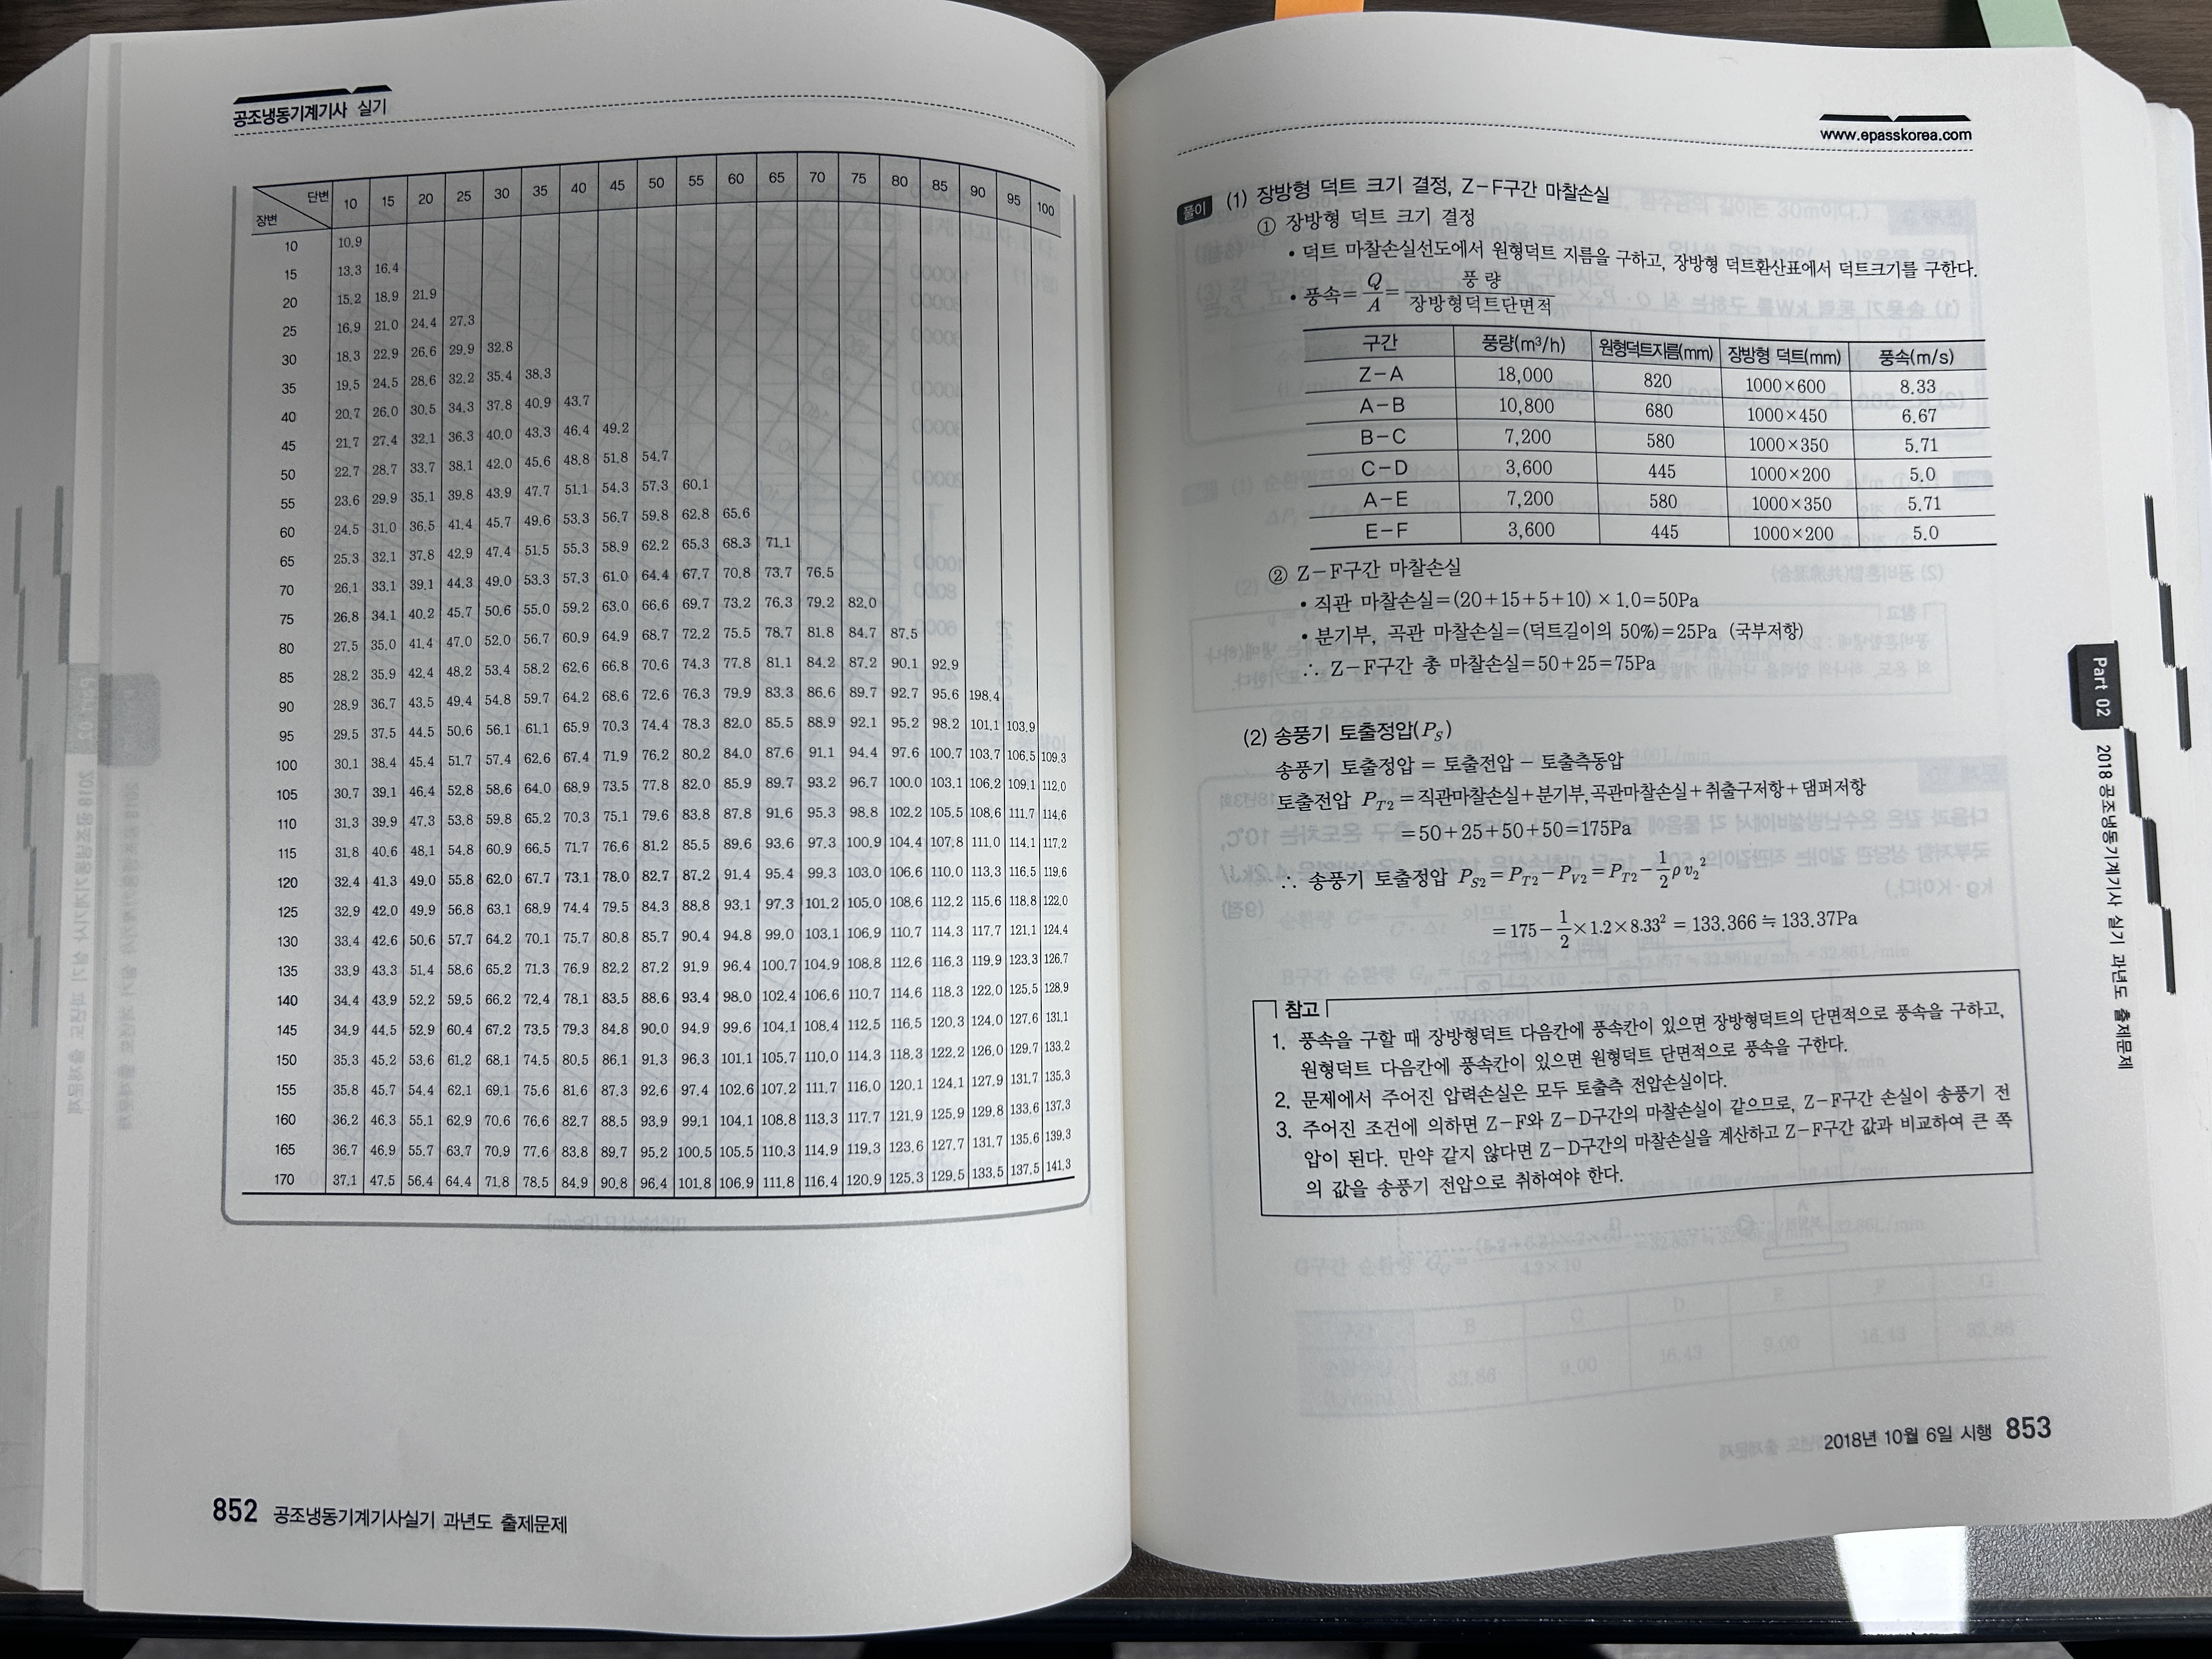 공조냉동기계기사 실기
단변 장변 10 15 20 25 30 35 40 45 50 55 60 65 70 75 80 85 90 95 100
10 10.9
15 13.3 16.4
20 15.2 18.9 21.9
25 16.9 21.0 24.4 27.3
30 18.3 22.9 26.6 29.9 32.8
35 19.5 24.5 28.6 32.2 35.4 38.3
40 20.7 26.0 30.5 34.3 37.8 40.9 43.7
45 21.7 27.4 32.1 36.3 40.0 43.3 46.4 49.2
50 22.7 28.7 33.7 38.1 42.0 45.6 48.8 51.8 54.7
55 23.6 29.9 35.1 39.8 43.9 47.7 51.1 54.3 57.3 60.1
60 24.5 31.0 36.5 41.4 45.7 49.6 53.3 56.7 59.8 62.8 65.6
65 25.3 32.1 37.8 42.9 47.4 51.5 55.3 58.9 62.2 65.3 68.3 71.1
70 26.1 33.1 39.1 44.3 49.0 53.3 57.3 61.0 64.4 67.7 70.8 73.7 76.5
75 26.8 34.1 40.2 45.7 50.6 55.0 59.2 63.0 66.6 69.7 73.2 76.3 79.2 82.0
80 27.5 35.0 41.4 47.0 52.0 56.7 60.9 64.9 68.7 72.2 75.5 78.7 81.8 84.7 87.5
85 28.2 35.9 42.4 48.2 53.4 58.2 62.6 66.8 70.6 74.3 77.8 81.1 84.2 87.2 90.1 92.9
90 28.9 36.7 43.5 49.4 54.8 59.7 64.2 68.6 72.6 76.3 79.9 83.3 86.6 89.7 92.7 95.6 198.4
95 29.5 37.5 44.5 50.6 56.1 61.1 65.9 70.3 74.4 78.3 82.0 85.5 88.9 92.1 95.2 98.2 101.1 103.9
100 30.1 38.4 45.4 51.7 57.4 62.6 67.4 71.9 76.2 80.2 84.0 87.6 91.1 94.4 97.6 100.7 103.7 106.5 109.3
105 30.7 39.1 46.4 52.8 58.6 64.0 68.9 73.5 77.8 82.0 85.9 89.7 93.2 96.7 100.0 103.1 106.2 109.1 112.0
110 31.3 39.9 47.3 53.8 59.8 65.2 70.3 75.1 79.6 83.8 87.8 91.6 95.3 98.8 102.2 105.5 108.6 111.7 114.6
115 31.8 40.6 48.1 54.8 60.9 66.5 71.7 76.6 81.2 85.5 89.6 93.6 97.3 100.9 104.4 107.8 111.0 114.1 117.2
120 32.4 41.3 49.0 55.8 62.0 67.7 73.1 78.0 82.7 87.2 91.4 95.4 99.3 103.0 106.6 110.0 113.3 116.5 119.6
125 32.9 42.0 49.9 56.8 63.1 68.9 74.4 79.5 84.3 88.8 93.1 97.3 101.2 105.0 108.6 112.2 115.6 118.8 122.0
130 33.4 42.6 50.6 57.7 64.2 70.1 75.7 80.8 85.7 90.4 94.8 99.0 103.1 106.9 110.7 114.3 117.7 121.1 124.4
135 33.9 43.3 51.4 58.6 65.2 71.3 76.9 82.2 87.2 91.9 96.4 100.7 104.9 108.8 112.6 116.3 119.9 123.3 126.7
140 34.4 43.9 52.2 59.5 66.2 72.4 78.1 83.5 88.6 93.4 98.0 102.4 106.6 110.7 114.6 118.3 122.0 125.5 128.9
145 34.9 44.5 52.9 60.4 67.2 73.5 79.3 84.8 90.0 94.9 99.6 104.1 108.4 112.5 116.5 120.3 124.0 127.6 131.1
150 35.3 45.2 53.6 61.2 68.1 74.5 80.5 86.1 91.3 96.3 101.1 105.7 110.0 114.3 118.3 122.2 126.0 129.7 133.2
155 35.8 45.7 54.4 62.1 69.1 75.6 81.6 87.3 92.6 97.4 102.6 107.2 111.7 116.0 120.1 124.1 127.9 131.7 135.3
160 36.2 46.3 55.1 62.9 70.6 76.6 82.7 88.5 93.9 99.1 104.1 108.8 113.3 117.7 121.9 125.9 129.8 133.6 137.3
165 36.7 46.9 55.7 63.7 70.9 77.6 83.8 89.7 95.2 100.5 105.5 110.3 114.9 119.3 123.6 127.7 131.7 135.6 139.3
170 37.1 47.5 56.4 64.4 71.8 78.5 84.9 90.8 96.4 101.8 106.9 111.8 116.4 120.9 125.3 129.5 133.5 137.5 141.3
852 공조냉동기계기사실기 과년도 출제문제
www.epasskorea.com
풀이 (1) 장방형 덕트 크기 결정, Z-F구간 마찰손실
① 장방형 덕트 크기 결정
• 덕트 마찰손실선도에서 원형덕트 지름을 구하고, 장방형 덕트환산표에서 덕트크기를 구한다.
• 풍속= Q/A = 풍 량/장방형덕트단면적
구간 풍량(m³/h) 원형덕트지름(mm) 장방형 덕트(mm) 풍속(m/s)
Z-A 18,000 820 1000×600 8.33
A-B 10,800 680 1000×450 6.67
B-C 7,200 580 1000×350 5.71
C-D 3,600 445 1000×200 5.0
A-E 7,200 580 1000×350 5.71
E-F 3,600 445 1000×200 5.0
② Z-F구간 마찰손실
• 직관 마찰손실=(20+15+5+10)×1.0=50Pa
• 분기부, 곡관 마찰손실=(덕트길이의 50%)=25Pa (국부저항)
∴ Z-F구간 총 마찰손실=50+25=75Pa
(2) 송풍기 토출정압(P_S)
송풍기 토출정압 = 토출전압 - 토출측동압
토출전압 P_T2 = 직관마찰손실+분기부,곡관마찰손실+취출구저항+댐퍼저항
=50+25+50+50=175Pa
∴ 송풍기 토출정압 P_S2 = P_T2 - P_V2 = P_T2 - 1/2 ρv₂²
=175- 1/2 ×1.2×8.33² = 133.366 ≒ 133.37Pa
참고
1. 풍속을 구할 때 장방형덕트 다음칸에 풍속칸이 있으면 장방형덕트의 단면적으로 풍속을 구하고,
원형덕트 다음칸에 풍속칸이 있으면 원형덕트 단면적으로 풍속을 구한다.
2. 문제에서 주어진 압력손실은 모두 토출측 전압손실이다.
3. 주어진 조건에 의하면 Z-F와 Z-D구간의 마찰손실이 같으므로, Z-F구간 손실이 송풍기 전
압이 된다. 만약 같지 않다면 Z-D구간의 마찰손실을 계산하고 Z-F구간 값과 비교하여 큰 쪽
의 값을 송풍기 전압으로 취하여야 한다.
Part 02 2018 공조냉동기계기사 실기 과년도 출제문제
2018년 10월 6일 시행 853